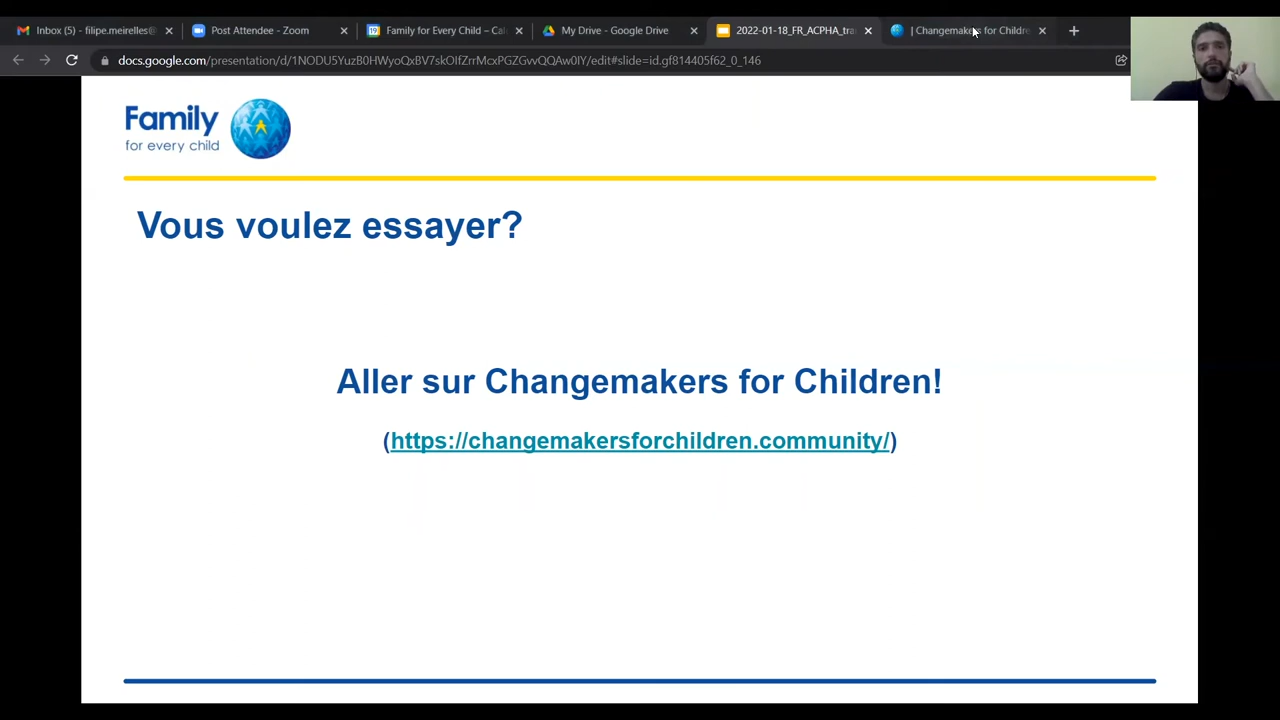 Inbox (5) - filipe.meirelles@
Post Attendee - Zoom
Family for Every Child – Cal
My Drive - Google Drive
2022-01-18_FR_ACPHA_tra
| Changemakers for Childre
docs.google.com/presentation/d/1NODU5YuzB0HWyoQxBV7skOIfZrrMcxPGZGvvQQAw0IY/edit#slide=id.gf814405f62_0_146
Family
for every child
Vous voulez essayer?
Aller sur Changemakers for Children!
(https://changemakersforchildren.community/)